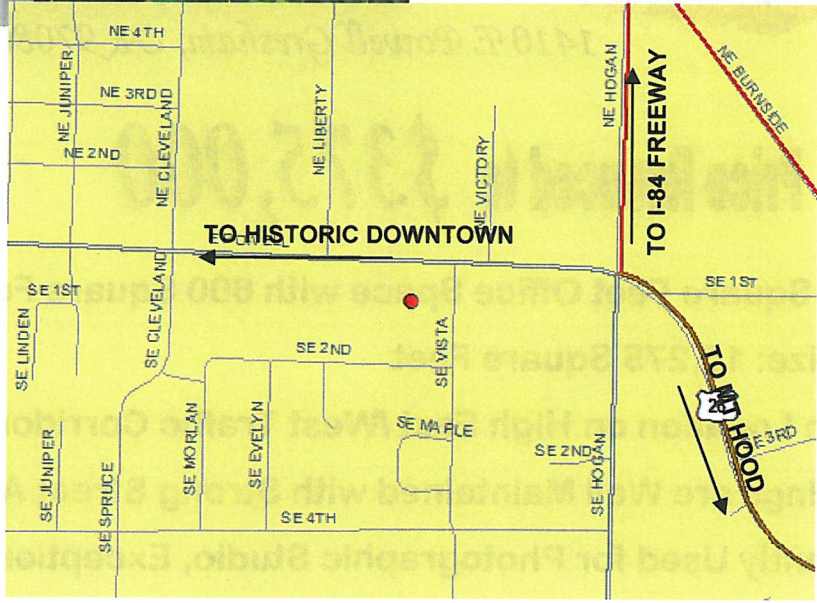 NE 4TH
NE JUNIPER
NE 3RD
NE CLEVELAND
NE 2ND
NE LIBERTY
NE VICTORY
NE HOGAN
TO I-84 FREEWAY
NE BURNSIDE
TO HISTORIC DOWNTOWN
SE 1ST
SE LINDEN
SE CLEVELAND
SE 2ND
SE VISTA
SE 1ST
TO MT HOOD
26
SE JUNIPER
SE SPRUCE
SE MORLAN
SE EVELYN
SE MAPLE
SE 2ND
SE HOGAN
SE 3RD
SE 4TH